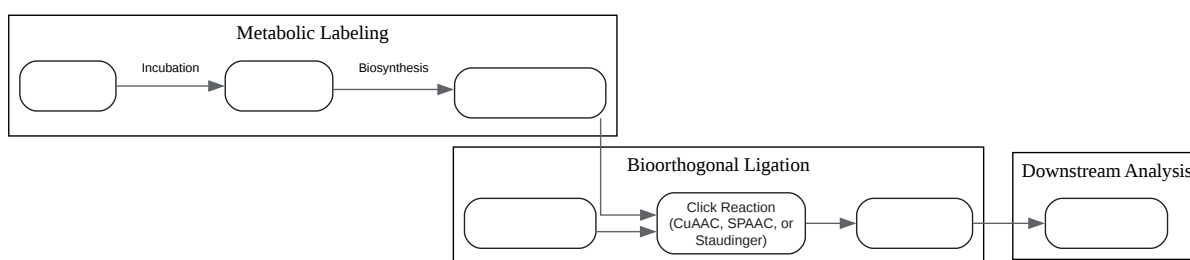 Metabolic Labeling
Incubation
Biosynthesis
Bioorthogonal Ligation
Downstream Analysis
Click Reaction
(CuAAC, SPAAC, or
Staudinger)